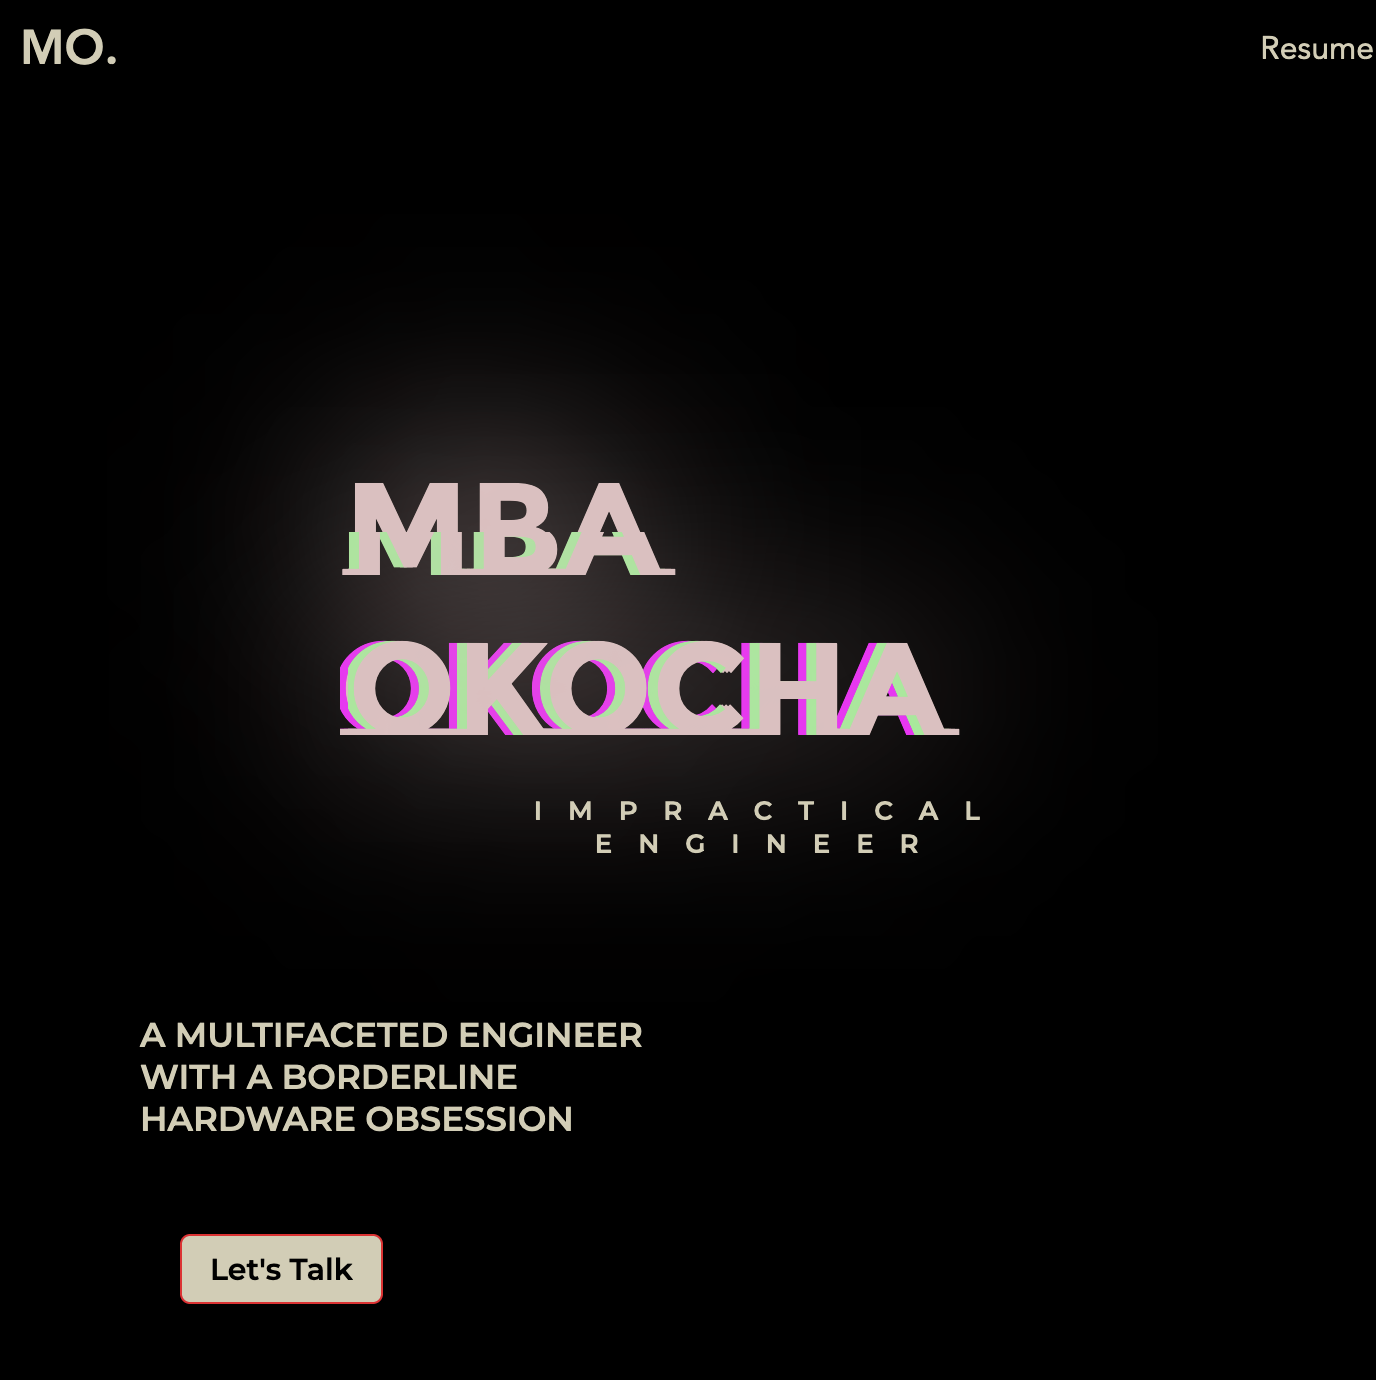 MO.
Resume
MBA
OKOCHA
IMPRACTICAL
ENGINEER
A MULTIFACETED ENGINEER
WITH A BORDERLINE
HARDWARE OBSESSION
Let's Talk